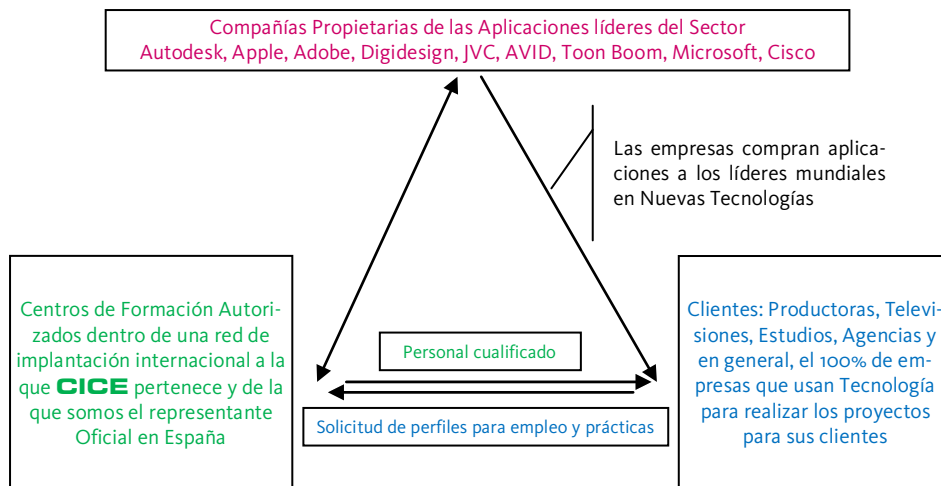 Compañías Propietarias de las Aplicaciones líderes del Sector
Autodesk, Apple, Adobe, Digidesign, JVC, AVID, Toon Boom, Microsoft, Cisco
Las empresas compran aplica-
ciones a los líderes mundiales
en Nuevas Tecnologías
Centros de Formación Autori-
zados dentro de una red de
implantación internacional a la
que CICE pertenece y de la
que somos el representante
Oficial en España
Personal cualificado
Solicitud de perfiles para empleo y prácticas
Clientes: Productoras, Televi-
siones, Estudios, Agencias y
en general, el 100% de em-
presas que usan Tecnología
para realizar los proyectos
para sus clientes